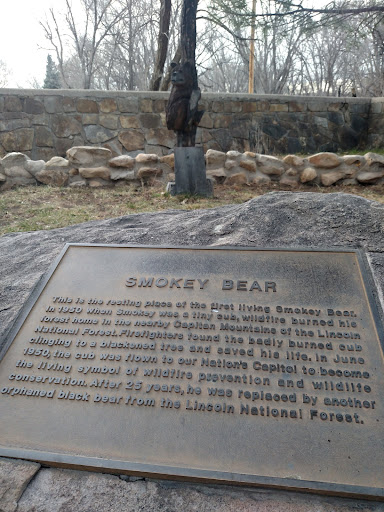 SMOKEY BEAR
This is the resting place of the first living Smokey Bear.
In 1950 when Smokey was a tiny cub, wildfire burned his
forest home in the nearby Capitan Mountains of the Lincoln
National Forest. Firefighters found the badly burned cub
clinging to a blackened tree and saved his life. In June
1950, the cub was flown to our Nation's Capitol to become
the living symbol of wildfire prevention and wildlife
conservation. After 25 years, he was replaced by another
orphaned black bear from the Lincoln National Forest.